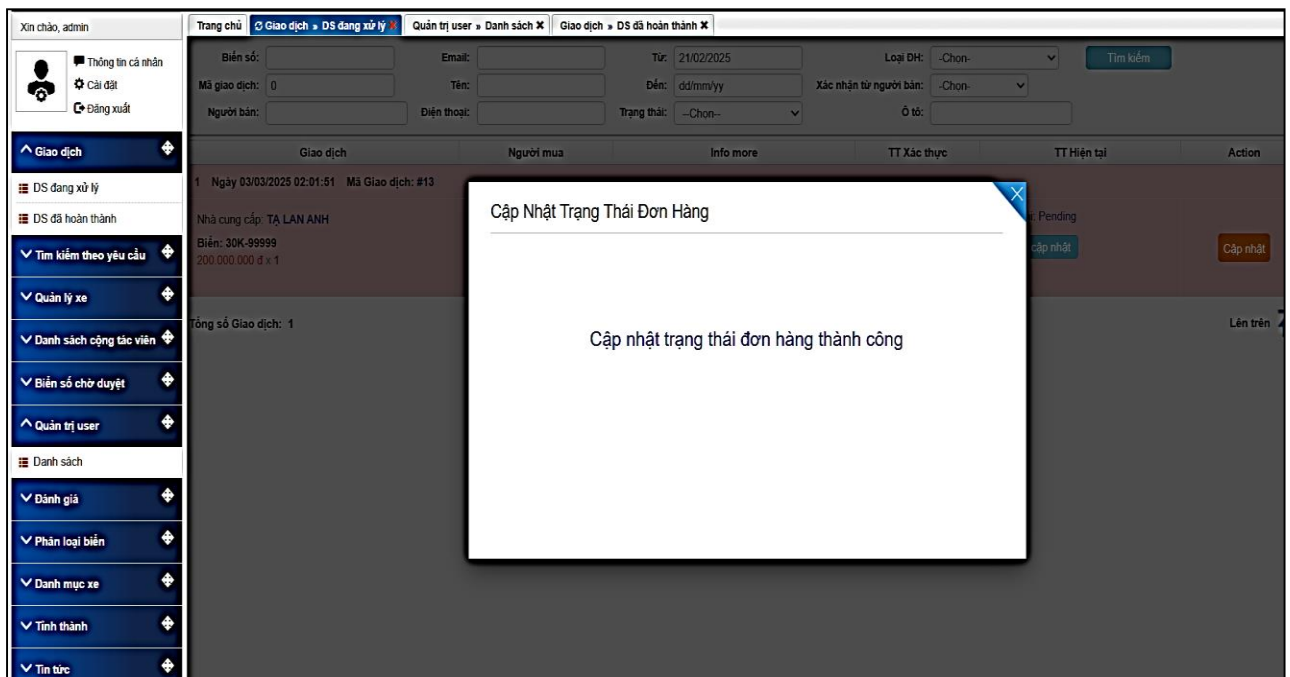 Xin chào, admin
Thông tin cá nhân
Cài đặt
Đăng xuất
Giao dịch
DS đang xử lý
DS đã hoàn thành
Tìm kiếm theo yêu cầu
Quản lý xe
Danh sách cộng tác viên
Biển số chờ duyệt
Quản trị user
Danh sách
Đánh giá
Phân loại biển
Danh mục xe
Tỉnh thành
Tin tức
Trang chủ Giao dịch » DS đang xử lý Quản trị user » Danh sách Giao dịch » DS đã hoàn thành
Biển số: Email: Từ: 21/02/2025 Loại DH: -Chọn- Tìm kiếm
Mã giao dịch: 0 Tên: Đến: dd/mm/yy Xác nhận từ người bán: -Chọn-
Người bán: Điện thoại: Trạng thái: --Chọn-- Ô tô:
Giao dịch Người mua Info more TT Xác thực TT Hiện tại Action
1 Ngày 03/03/2025 02:01:51 Mã Giao dịch: #13
Nhà cung cấp: TẠ LAN ANH Pending
Biển: 30K-99999 cập nhật Cập nhật
200.000.000 đ x 1
Tổng số Giao dịch: 1 Lên trên
Cập Nhật Trạng Thái Đơn Hàng
X
Cập nhật trạng thái đơn hàng thành công